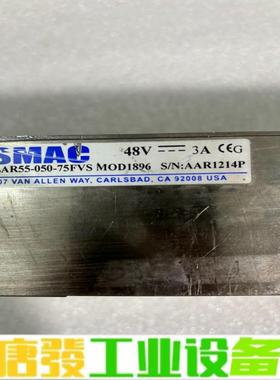 SMAC 48V 3A CE
AR55-050-75FVS MOD1896 S/N:AAR1214P
07 VAN ALLEN WAY, CARLSBAD, CA 92008 USA
唐發工业设备